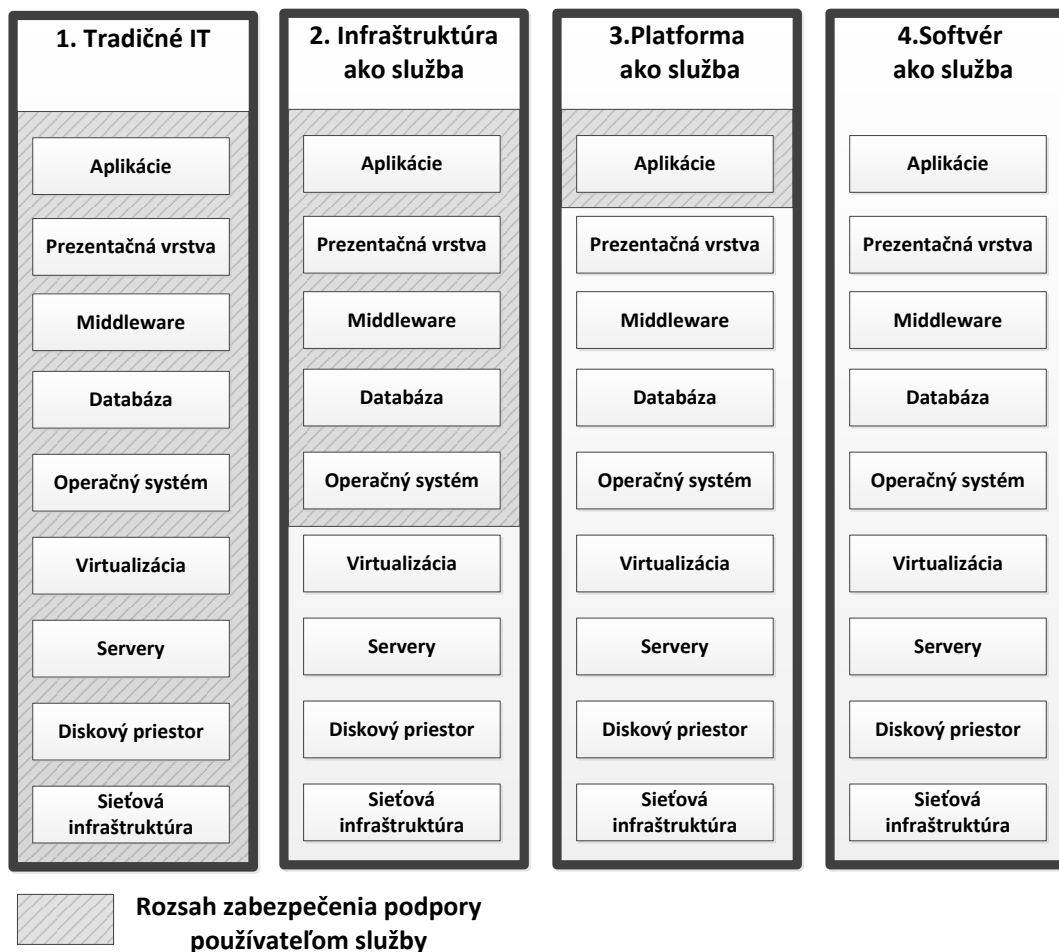 1. Tradičné IT
Aplikácie
Prezentačná vrstva
Middleware
Databáza
Operačný systém
Virtualizácia
Servery
Diskový priestor
Sieťová
infraštruktúra
2. Infraštruktúra
ako služba
Aplikácie
Prezentačná vrstva
Middleware
Databáza
Operačný systém
Virtualizácia
Servery
Diskový priestor
Sieťová
infraštruktúra
3.Platforma
ako služba
Aplikácie
Prezentačná vrstva
Middleware
Databáza
Operačný systém
Virtualizácia
Servery
Diskový priestor
Sieťová
infraštruktúra
4.Softvér
ako služba
Aplikácie
Prezentačná vrstva
Middleware
Databáza
Operačný systém
Virtualizácia
Servery
Diskový priestor
Sieťová
infraštruktúra
Rozsah zabezpečenia podpory
používateľom služby